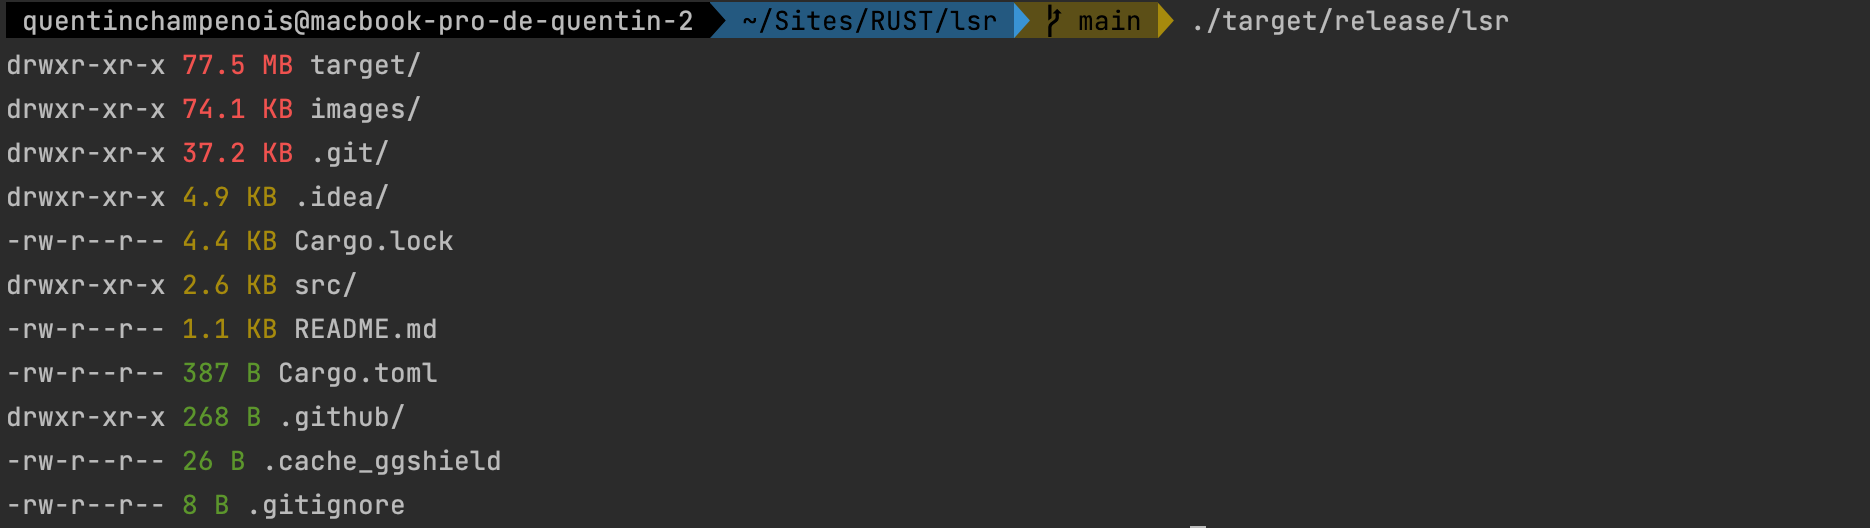 quentinchampenois@macbook-pro-de-quentin-2 ~/Sites/RUST/lsr main ./target/release/lsr
drwxr-xr-x 77.5 MB target/
drwxr-xr-x 74.1 KB images/
drwxr-xr-x 37.2 KB .git/
drwxr-xr-x 4.9 KB .idea/
-rw-r--r-- 4.4 KB Cargo.lock
drwxr-xr-x 2.6 KB src/
-rw-r--r-- 1.1 KB README.md
-rw-r--r-- 387 B Cargo.toml
drwxr-xr-x 268 B .github/
-rw-r--r-- 26 B .cache_ggshield
-rw-r--r-- 8 B .gitignore